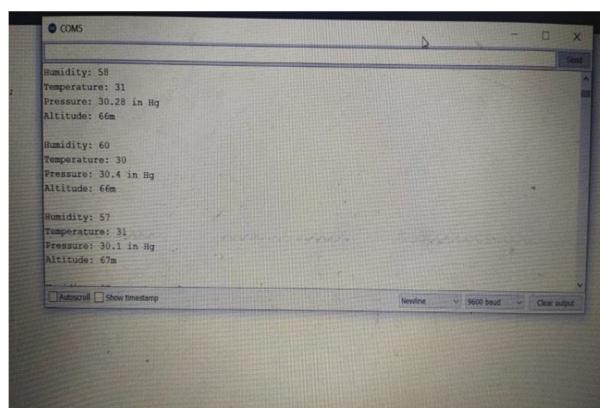 COM5
Send
Humidity: 58
Temperature: 31
Pressure: 30.28 in Hg
Altitude: 66m
Humidity: 60
Temperature: 30
Pressure: 30.4 in Hg
Altitude: 66m
Humidity: 57
Temperature: 31
Pressure: 30.1 in Hg
Altitude: 67m
Autoscroll Show timestamp Newline 9600 baud Clear output